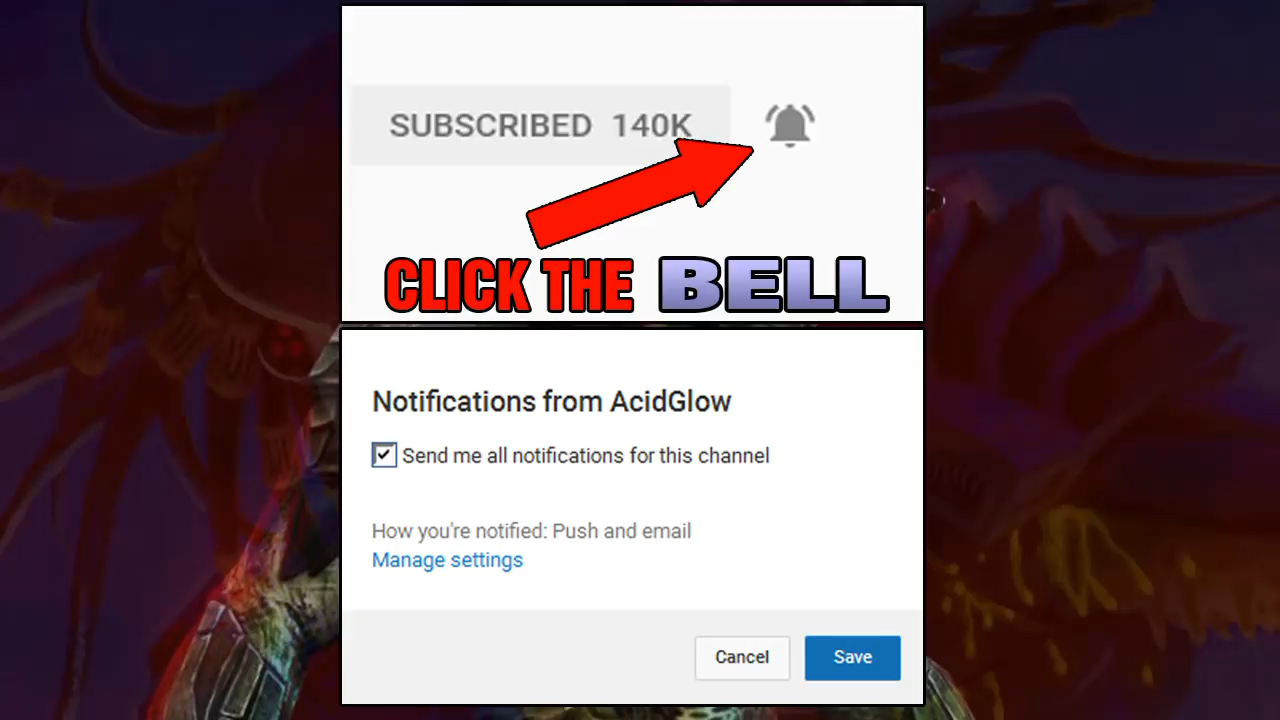 SUBSCRIBED 140K
CLICK THE BELL
Notifications from AcidGlow
Send me all notifications for this channel
How you're notified: Push and email
Manage settings
Cancel Save